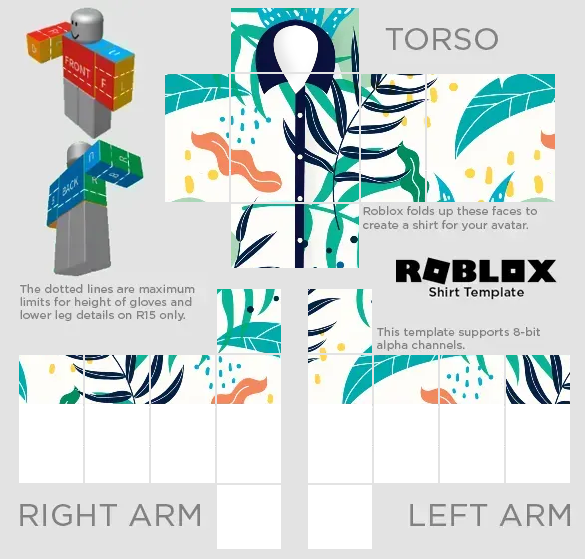 TORSO
FRONT
F
L
BACK
R
Roblox folds up these faces to
create a shirt for your avatar.
ROBLOX
Shirt Template
The dotted lines are maximum
limits for height of gloves and
lower leg details on R15 only.
This template supports 8-bit
alpha channels.
RIGHT ARM
LEFT ARM